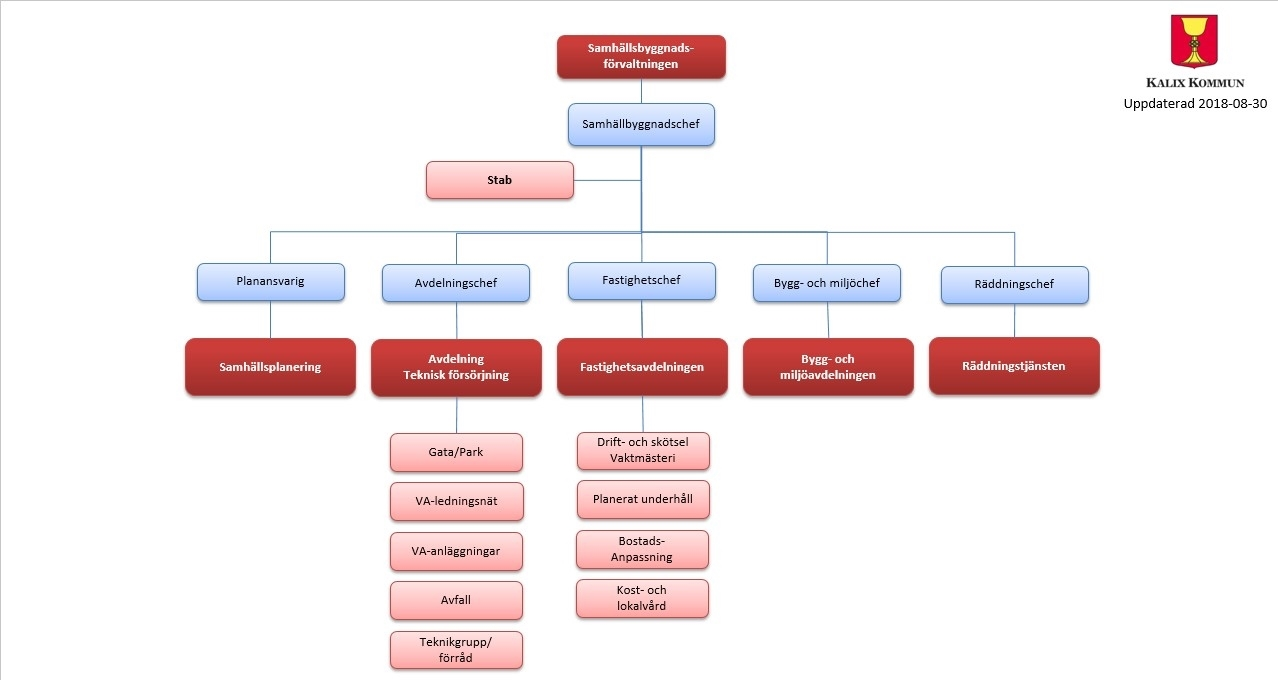 Samhällsbyggnads-
förvaltningen
KALIX KOMMUN
Uppdaterad 2018-08-30
Samhällbyggnadschef
Stab
Planansvarig
Avdelningschef
Fastighetschef
Bygg- och miljöchef
Räddningschef
Samhällsplanering
Avdelning
Teknisk försörjning
Fastighetsavdelningen
Bygg- och
miljöavdelningen
Räddningstjänsten
Gata/Park
VA-ledningsnät
VA-anläggningar
Avfall
Teknikgrupp/
förråd
Drift- och skötsel
Vaktmästeri
Planerat underhåll
Bostads-
Anpassning
Kost- och
lokalvård